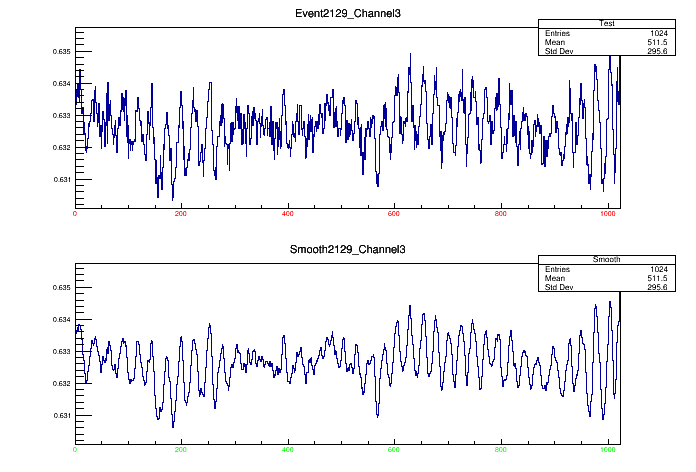 Event2129_Channel3
Test
Entries 1024
Mean 511.5
Std Dev 295.6
0.635
0.634
0.633
0.632
0.631
0 200 400 600 800 1000
Smooth2129_Channel3
Smooth
Entries 1024
Mean 511.5
Std Dev 295.6
0.635
0.634
0.633
0.632
0.631
0 200 400 600 800 1000